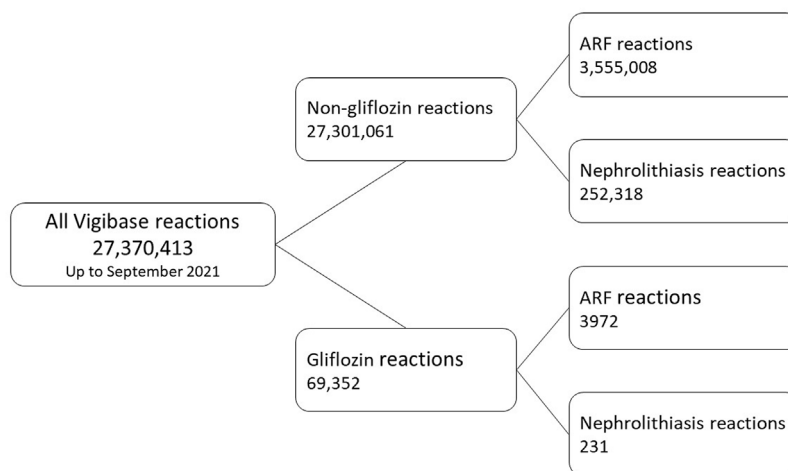 ARF reactions
3,555,008
Non-gliflozin reactions
27,301,061
Nephrolithiasis reactions
252,318
All Vigibase reactions
27,370,413
Up to September 2021
ARF reactions
3972
Gliflozin reactions
69,352
Nephrolithiasis reactions
231